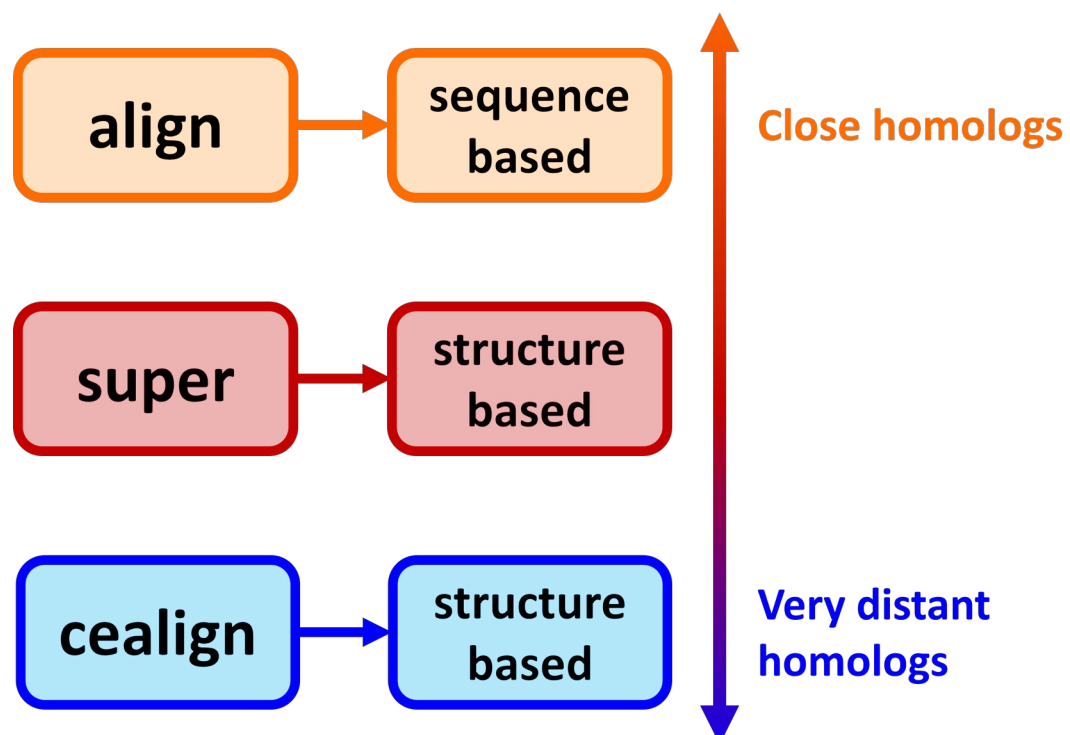 align
sequence
based
Close homologs
super
structure
based
cealign
structure
based
Very distant
homologs